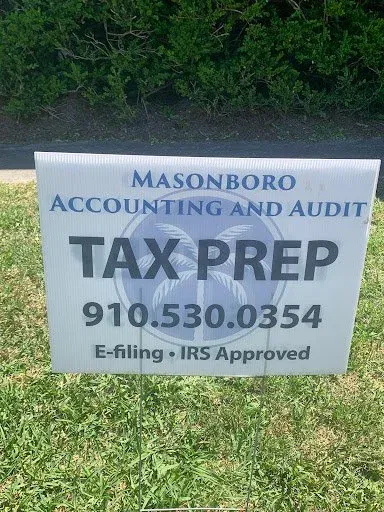 MASONBORO
ACCOUNTING AND AUDIT
TAX PREP
910.530.0354
E-filing • IRS Approved